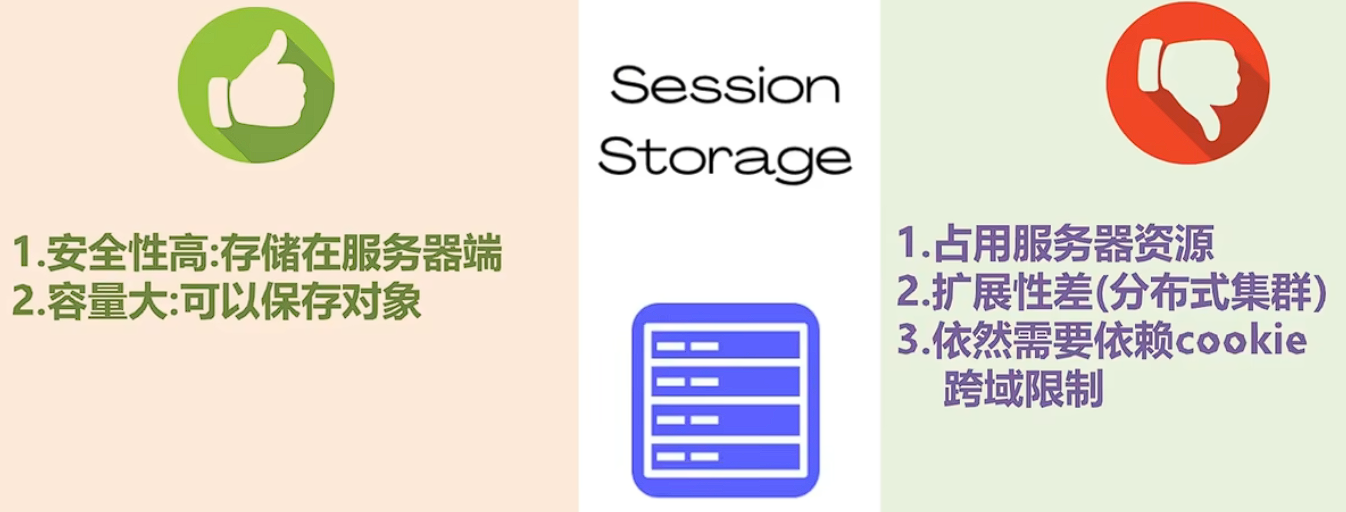 1.安全性高:存储在服务器端
2.容量大:可以保存对象
Session
Storage
1.占用服务器资源
2.扩展性差(分布式集群)
3.依然需要依赖cookie
跨域限制